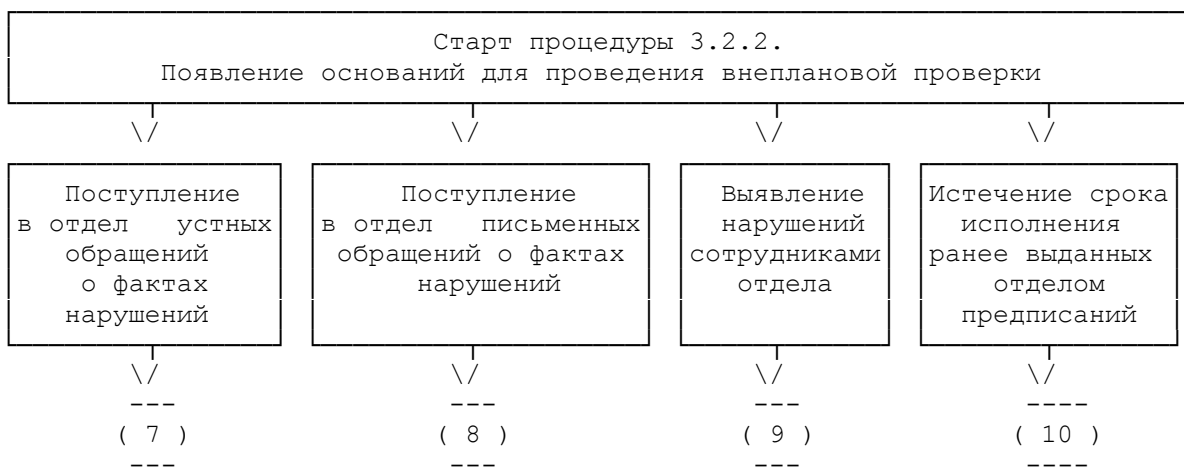 Старт процедуры 3.2.2.
Появление оснований для проведения внеплановой проверки
\/ \/ \/ \/
Поступление
в отдел устных
обращений
о фактах
нарушений
Поступление
в отдел письменных
обращений о фактах
нарушений
Выявление
нарушений
сотрудниками
отдела
Истечение срока
исполнения
ранее выданных
отделом
предписаний
\/ \/ \/ \/
--- --- --- ----
( 7 ) ( 8 ) ( 9 ) ( 10 )
--- --- --- ----